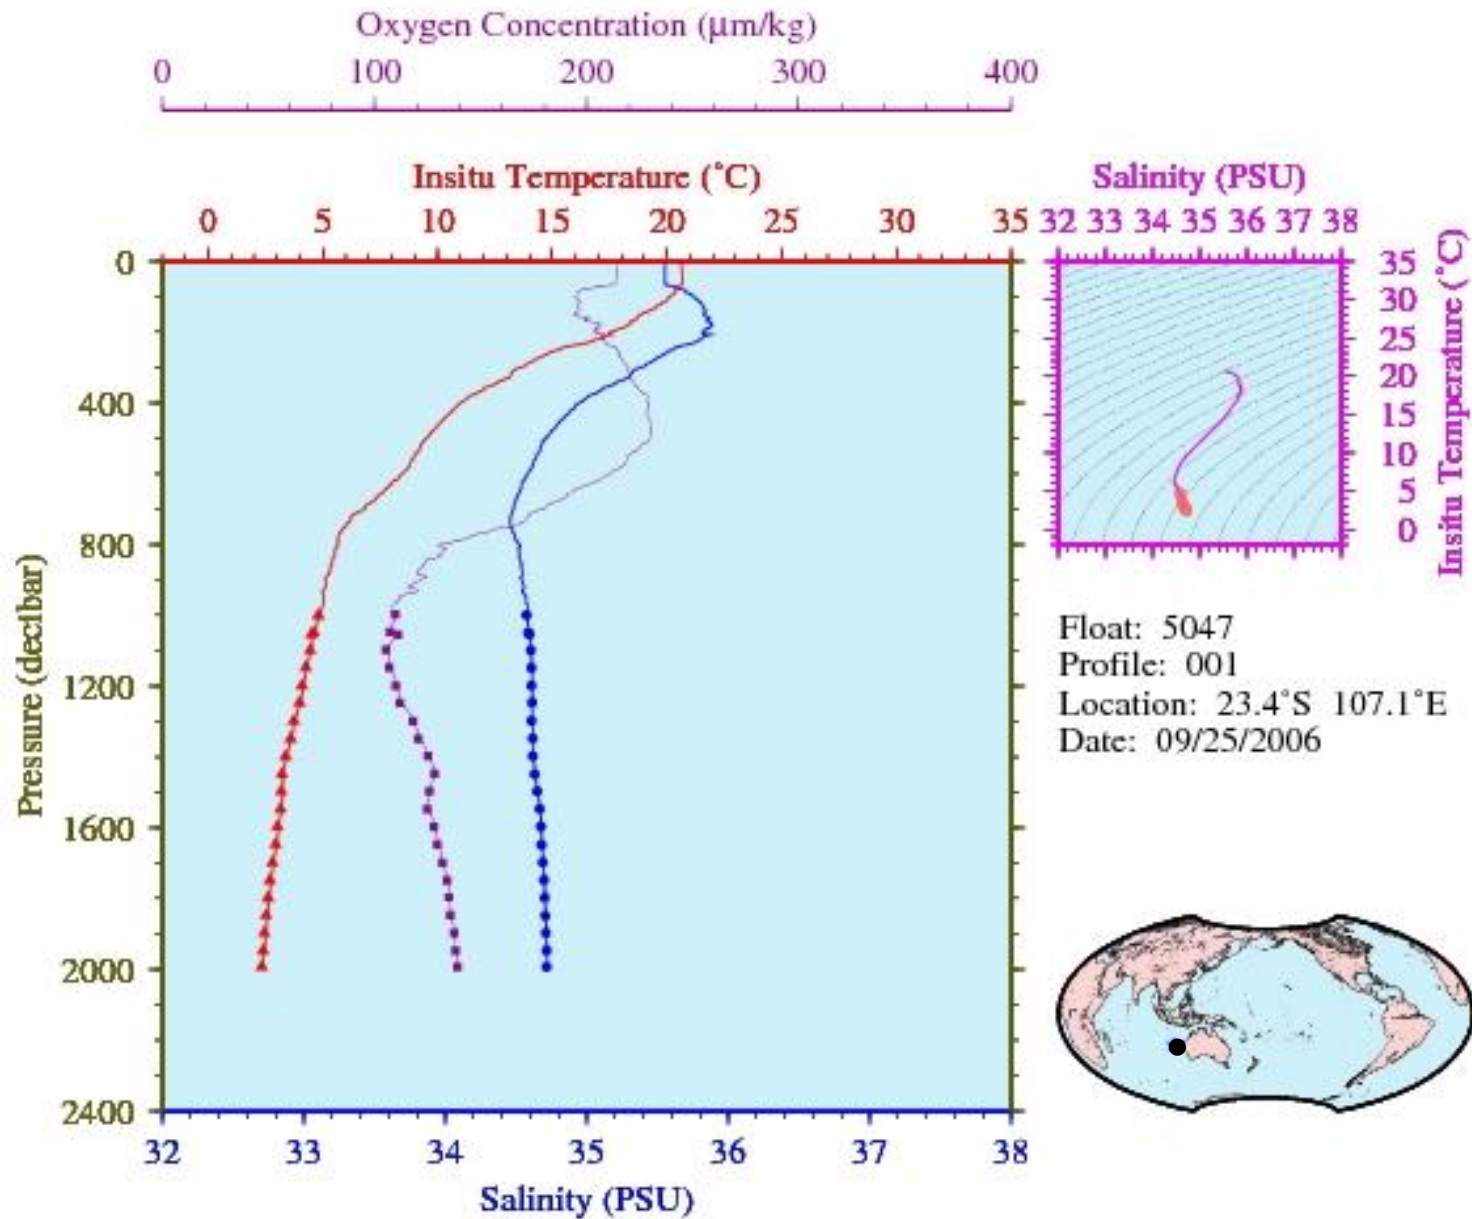 Oxygen Concentration (μm/kg)
0 100 200 300 400
Insitu Temperature (˚C)
0 5 10 15 20 25 30 35
Salinity (PSU)
32 33 34 35 36 37 38
35
30
25
20
15
10
5
0
Insitu Temperature (˚C)
0
400
800
1200
1600
2000
2400
Pressure (decibar)
32 33 34 35 36 37 38
Salinity (PSU)
Float: 5047
Profile: 001
Location: 23.4˚S 107.1˚E
Date: 09/25/2006